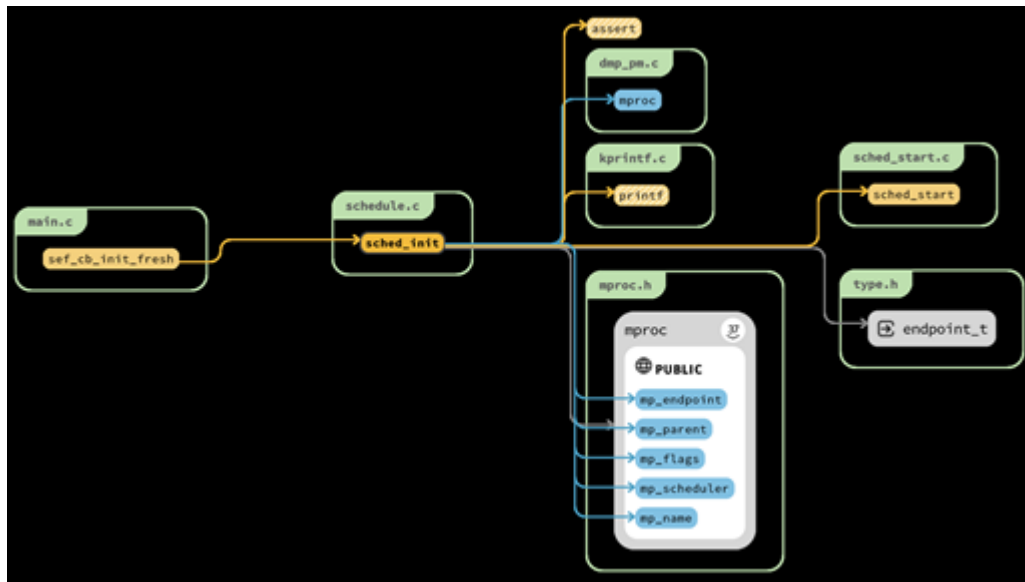 assert
dmp_pm.c
mproc
kprintf.c
printf
sched_start.c
sched_start
schedule.c
sched_init
main.c
sef_cb_init_fresh
mproc.h
mproc
37
PUBLIC
mp_endpoint
mp_parent
mp_flags
mp_scheduler
mp_name
type.h
endpoint_t